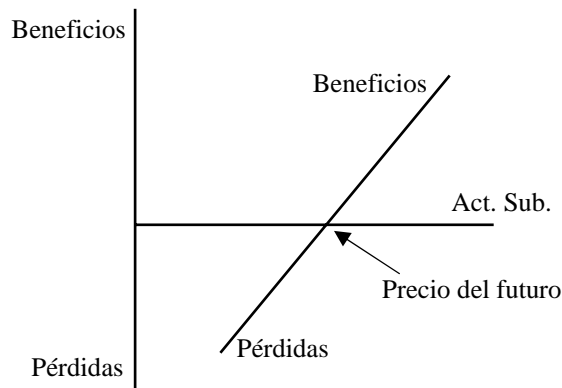 Beneficios
Beneficios
Act. Sub.
Precio del futuro
Pérdidas
Pérdidas